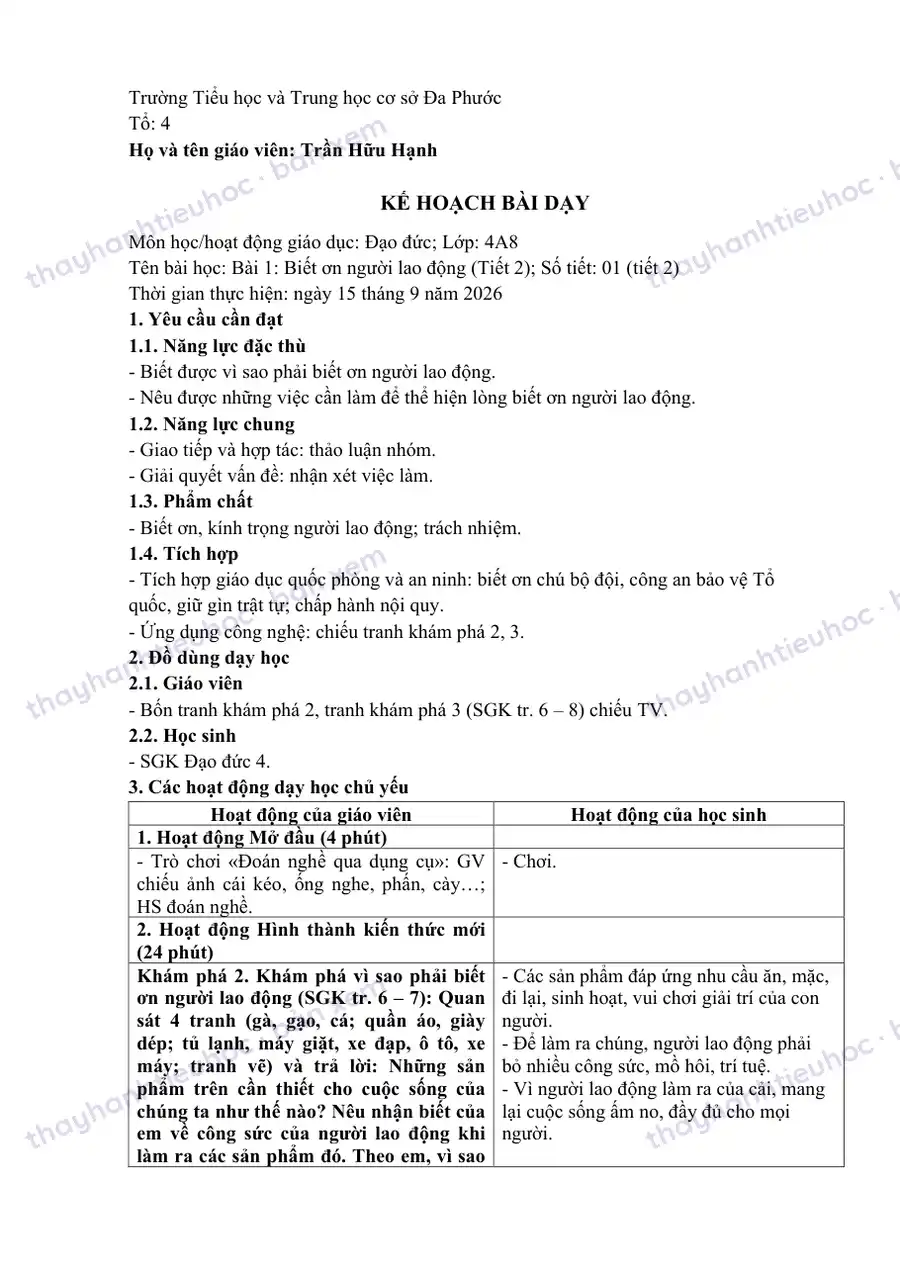 Trường Tiểu học và Trung học cơ sở Đa Phước
Tổ: 4
Họ và tên giáo viên: Trần Hữu Hạnh
KẾ HOẠCH BÀI DẠY
Môn học/hoạt động giáo dục: Đạo đức; Lớp: 4A8
Tên bài học: Bài 1: Biết ơn người lao động (Tiết 2); Số tiết: 01 (tiết 2)
Thời gian thực hiện: ngày 15 tháng 9 năm 2026
1. Yêu cầu cần đạt
1.1. Năng lực đặc thù
- Biết được vì sao phải biết ơn người lao động.
- Nêu được những việc cần làm để thể hiện lòng biết ơn người lao động.
1.2. Năng lực chung
- Giao tiếp và hợp tác: thảo luận nhóm.
- Giải quyết vấn đề: nhận xét việc làm.
1.3. Phẩm chất
- Biết ơn, kính trọng người lao động; trách nhiệm.
1.4. Tích hợp
- Tích hợp giáo dục quốc phòng và an ninh: biết ơn chú bộ đội, công an bảo vệ Tổ
quốc, giữ gìn trật tự; chấp hành nội quy.
- Ứng dụng công nghệ: chiếu tranh khám phá 2, 3.
2. Đồ dùng dạy học
2.1. Giáo viên
- Bốn tranh khám phá 2, tranh khám phá 3 (SGK tr. 6 – 8) chiếu TV.
2.2. Học sinh
- SGK Đạo đức 4.
3. Các hoạt động dạy học chủ yếu
Hoạt động của giáo viên
Hoạt động của học sinh
1. Hoạt động Mở đầu (4 phút)
- Trò chơi «Đoán nghề qua dụng cụ»: GV
chiếu ảnh cái kéo, ống nghe, phấn, cày…;
HS đoán nghề.
- Chơi.
2. Hoạt động Hình thành kiến thức mới
(24 phút)
Khám phá 2. Khám phá vì sao phải biết
ơn người lao động (SGK tr. 6 – 7): Quan
sát 4 tranh (gà, gạo, cá; quần áo, giày
dép; tủ lạnh, máy giặt, xe đạp, ô tô, xe
máy; tranh vẽ) và trả lời: Những sản
phẩm trên cần thiết cho cuộc sống của
chúng ta như thế nào? Nêu nhận biết của
em về công sức của người lao động khi
làm ra các sản phẩm đó. Theo em, vì sao
- Các sản phẩm đáp ứng nhu cầu ăn, mặc,
đi lại, sinh hoạt, vui chơi giải trí của con
người.
- Để làm ra chúng, người lao động phải
bỏ nhiều công sức, mồ hôi, trí tuệ.
- Vì người lao động làm ra của cải, mang
lại cuộc sống ấm no, đầy đủ cho mọi
người.
thayhanhtieuhoc · bản xem
thayhanhtieuhoc · b
thayhanhtieuhoc · bản xem
thayhanhtieuhoc · b
thayhanhtieuhoc · bản xem
thayhanhtieuhoc · b